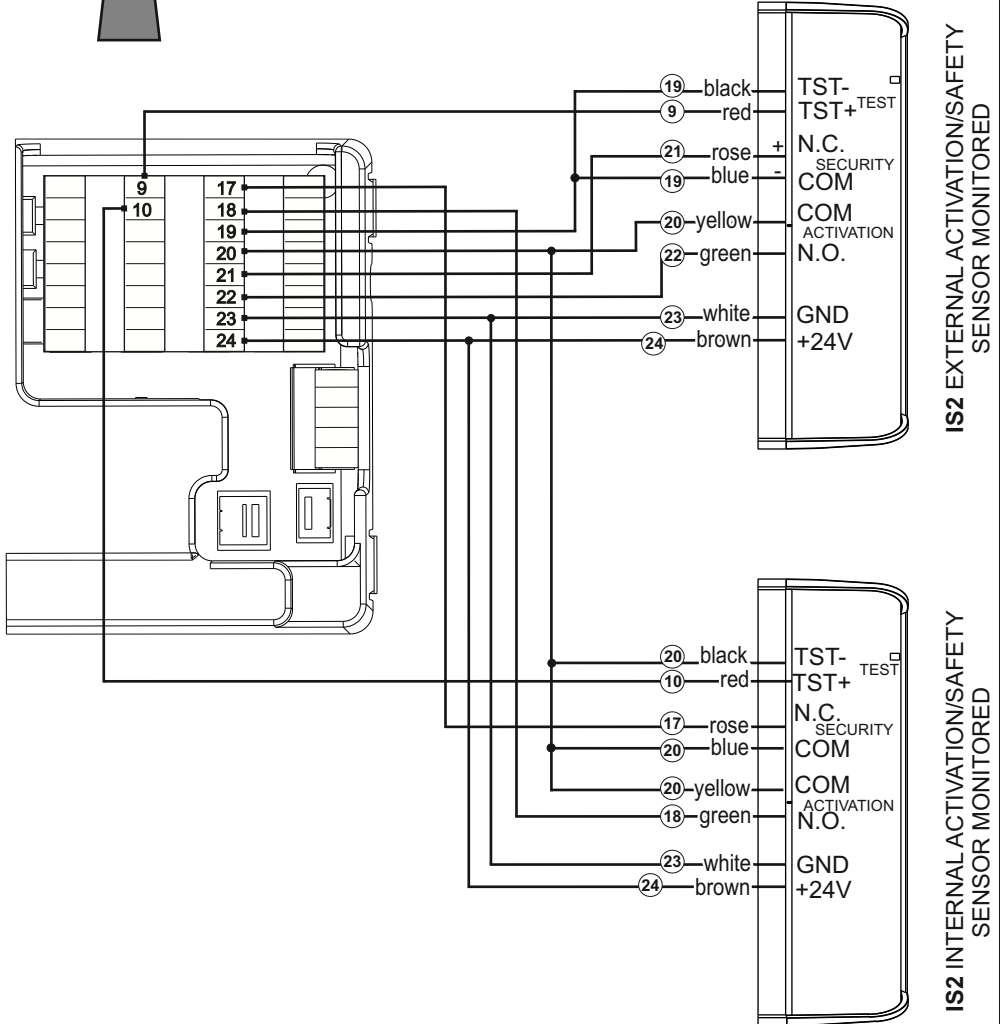 9
10
17
18
19
20
21
22
23
24
19 black TST-
9 red TST+ TEST
21 rose + N.C.
SECURITY
19 blue - COM
20 yellow COM
ACTIVATION
22 green N.O.
23 white GND
24 brown +24V
IS2 EXTERNAL ACTIVATION/SAFETY
SENSOR MONITORED
20 black TST-
TEST
10 red TST+
17 rose N.C.
SECURITY
20 blue COM
20 yellow COM
ACTIVATION
18 green N.O.
23 white GND
24 brown +24V
IS2 INTERNAL ACTIVATION/SAFETY
SENSOR MONITORED